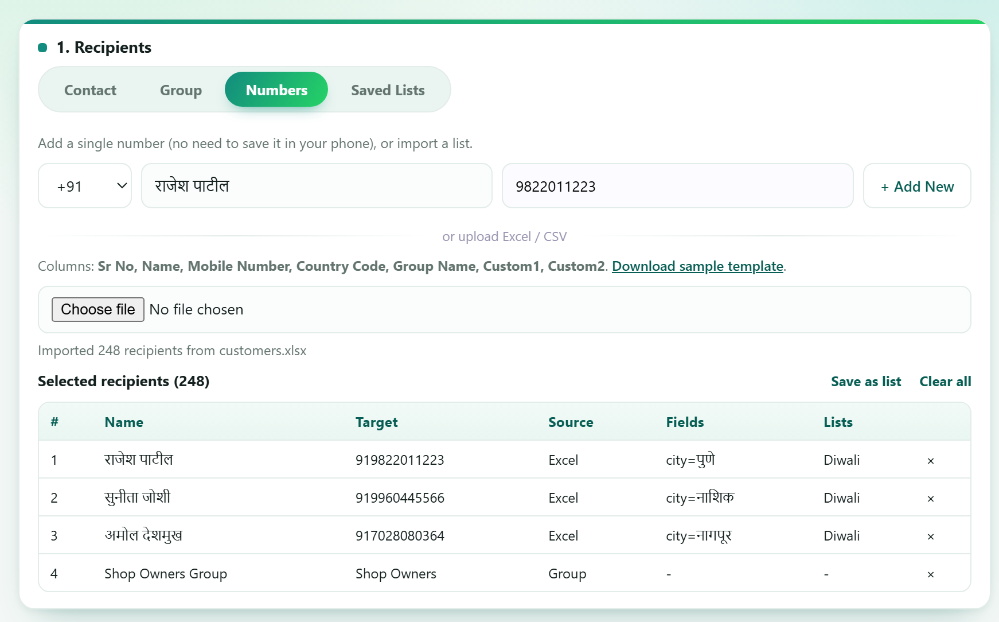 1. Recipients
Contact Group Numbers Saved Lists
Add a single number (no need to save it in your phone), or import a list.
+91 राजेश पाटील 9822011223 + Add New
or upload Excel / CSV
Columns: Sr No, Name, Mobile Number, Country Code, Group Name, Custom1, Custom2. Download sample template.
Choose file No file chosen
Imported 248 recipients from customers.xlsx
Selected recipients (248) Save as list Clear all
# Name Target Source Fields Lists
1 राजेश पाटील 919822011223 Excel city=पुणे Diwali ×
2 सुनीता जोशी 919960445566 Excel city=नाशिक Diwali ×
3 अमोल देशमुख 917028080364 Excel city=नागपूर Diwali ×
4 Shop Owners Group Shop Owners Group - - ×